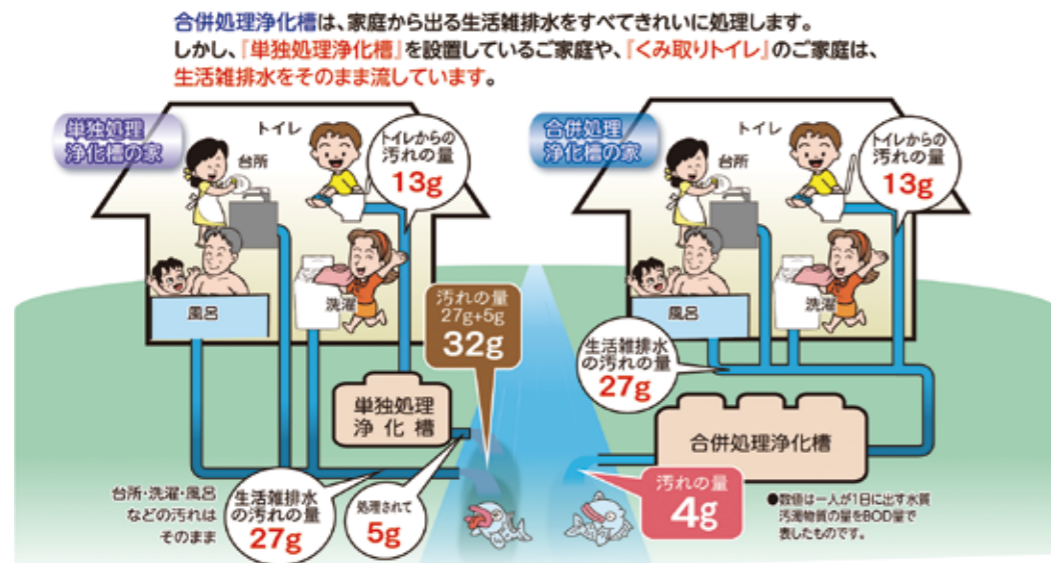 合併処理浄化槽は、家庭から出る生活雑排水をすべてきれいに処理します。
しかし、『単独処理浄化槽』を設置しているご家庭や、『くみ取りトイレ』のご家庭は、
生活雑排水をそのまま流しています。
単独処理
浄化槽の家
トイレ
台所
トイレからの
汚れの量
13g
風呂
洗濯
汚れの量
27g+5g
32g
単独処理
浄化槽
台所・洗濯・風呂
などの汚れは
そのまま
生活雑排水
の汚れの量
27g
処理されて
5g
合併処理
浄化槽の家
トイレ
台所
トイレからの
汚れの量
13g
風呂
洗濯
生活雑排水
の汚れの量
27g
合併処理浄化槽
汚れの量
4g
●数値は一人が1日に出す水質
汚濁物質の量をBOD量で
表したものです。